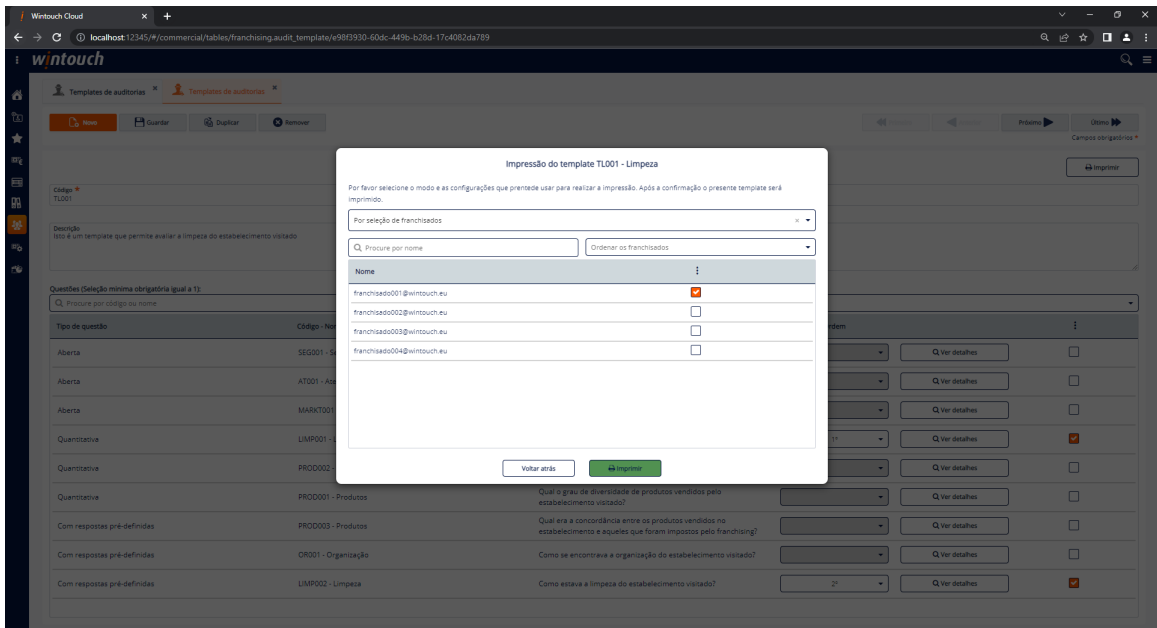 Wintouch Cloud
localhost:12345/#/commercial/tables/franchising.audit_template/e98f3930-60dc-449b-b28d-17c4082da789
wintouch
Templates de auditorias
Templates de auditorias
Novo
Guardar
Duplicar
Remover
Próximo
Último
Campos obrigatórios *
Imprimir
Código *
TL001
Descrição
Isto é um template que permite avaliar a limpeza do estabelecimento visitado
Questões (Seleção mínima obrigatória igual a 1):
Procure por código ou nome
Tipo de questão
Código - No
rdem
Aberta
SEG001 - S
Ver detalhes
Aberta
AT001 - Ate
Ver detalhes
Aberta
MARKT001
Ver detalhes
Quantitativa
LIMP001 - L
1º
Ver detalhes
Quantitativa
PROD002 -
Ver detalhes
Quantitativa
PROD001 - Produtos
Qual o grau de diversidade de produtos vendidos pelo
estabelecimento visitado?
Ver detalhes
Com respostas pré-definidas
PROD003 - Produtos
Qual era a concordância entre os produtos vendidos no
estabelecimento e aqueles que foram impostos pelo franchising?
Ver detalhes
Com respostas pré-definidas
OR001 - Organização
Como se encontrava a organização do estabelecimento visitado?
Ver detalhes
Com respostas pré-definidas
LIMP002 - Limpeza
Como estava a limpeza do estabelecimento visitado?
2º
Ver detalhes
Impressão do template TL001 - Limpeza
Por favor selecione o modo e as configurações que pretende usar para realizar a impressão. Após a confirmação o presente template será
imprimido.
Por seleção de franchisados
Procure por nome
Ordenar os franchisados
Nome
franchisado001@wintouch.eu
franchisado002@wintouch.eu
franchisado003@wintouch.eu
franchisado004@wintouch.eu
Voltar atrás
Imprimir